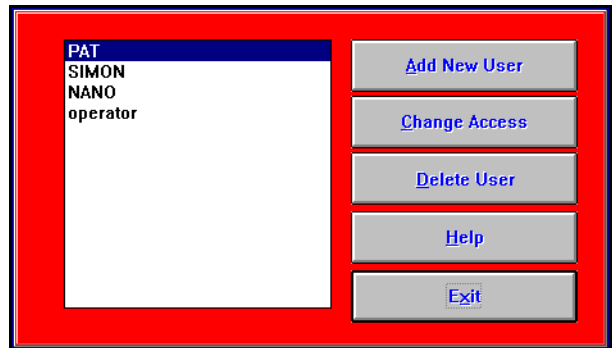 PAT
SIMON
NANO
operator
Add New User
Change Access
Delete User
Help
Exit